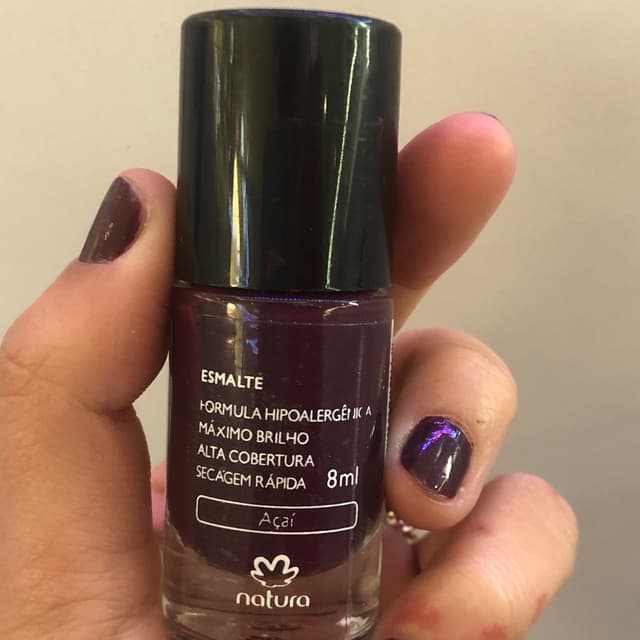 ESMALTE
FORMULA HIPOALERGÊNICA
MÁXIMO BRILHO
ALTA COBERTURA
SECAGEM RÁPIDA 8ml
Açaí
natura